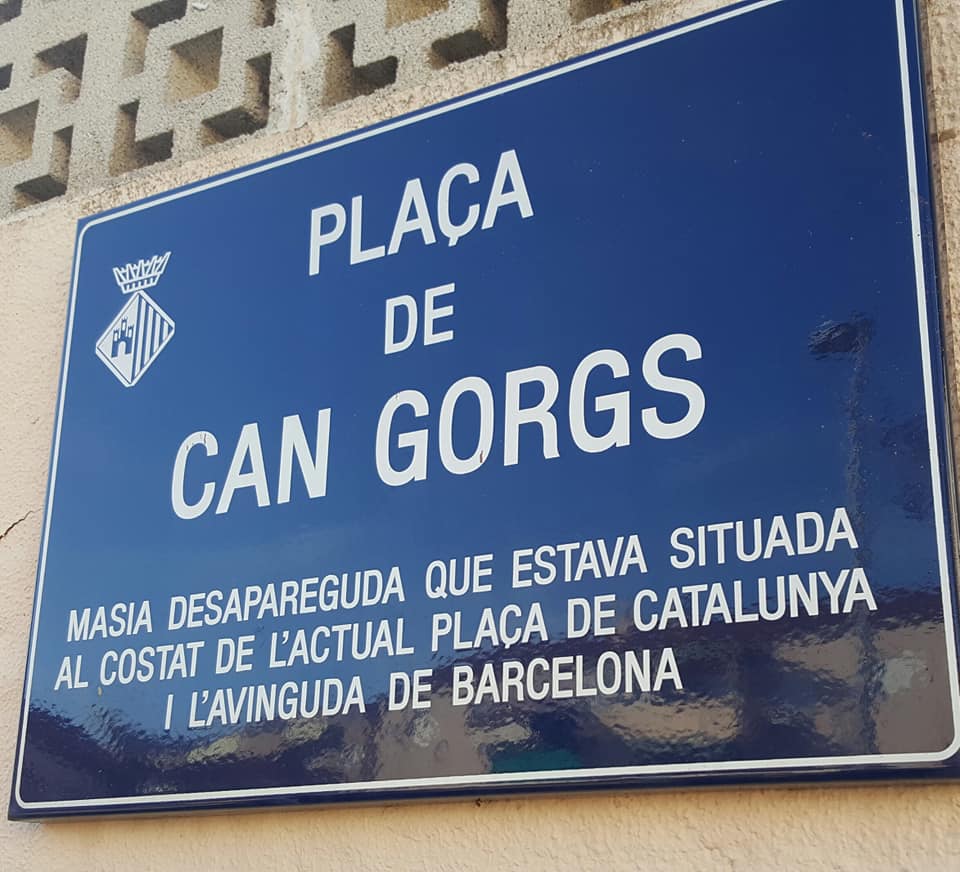 PLAÇA
DE
CAN GORGS
MASIA DESAPAREGUDA QUE ESTAVA SITUADA
AL COSTAT DE L'ACTUAL PLAÇA DE CATALUNYA
I L'AVINGUDA DE BARCELONA